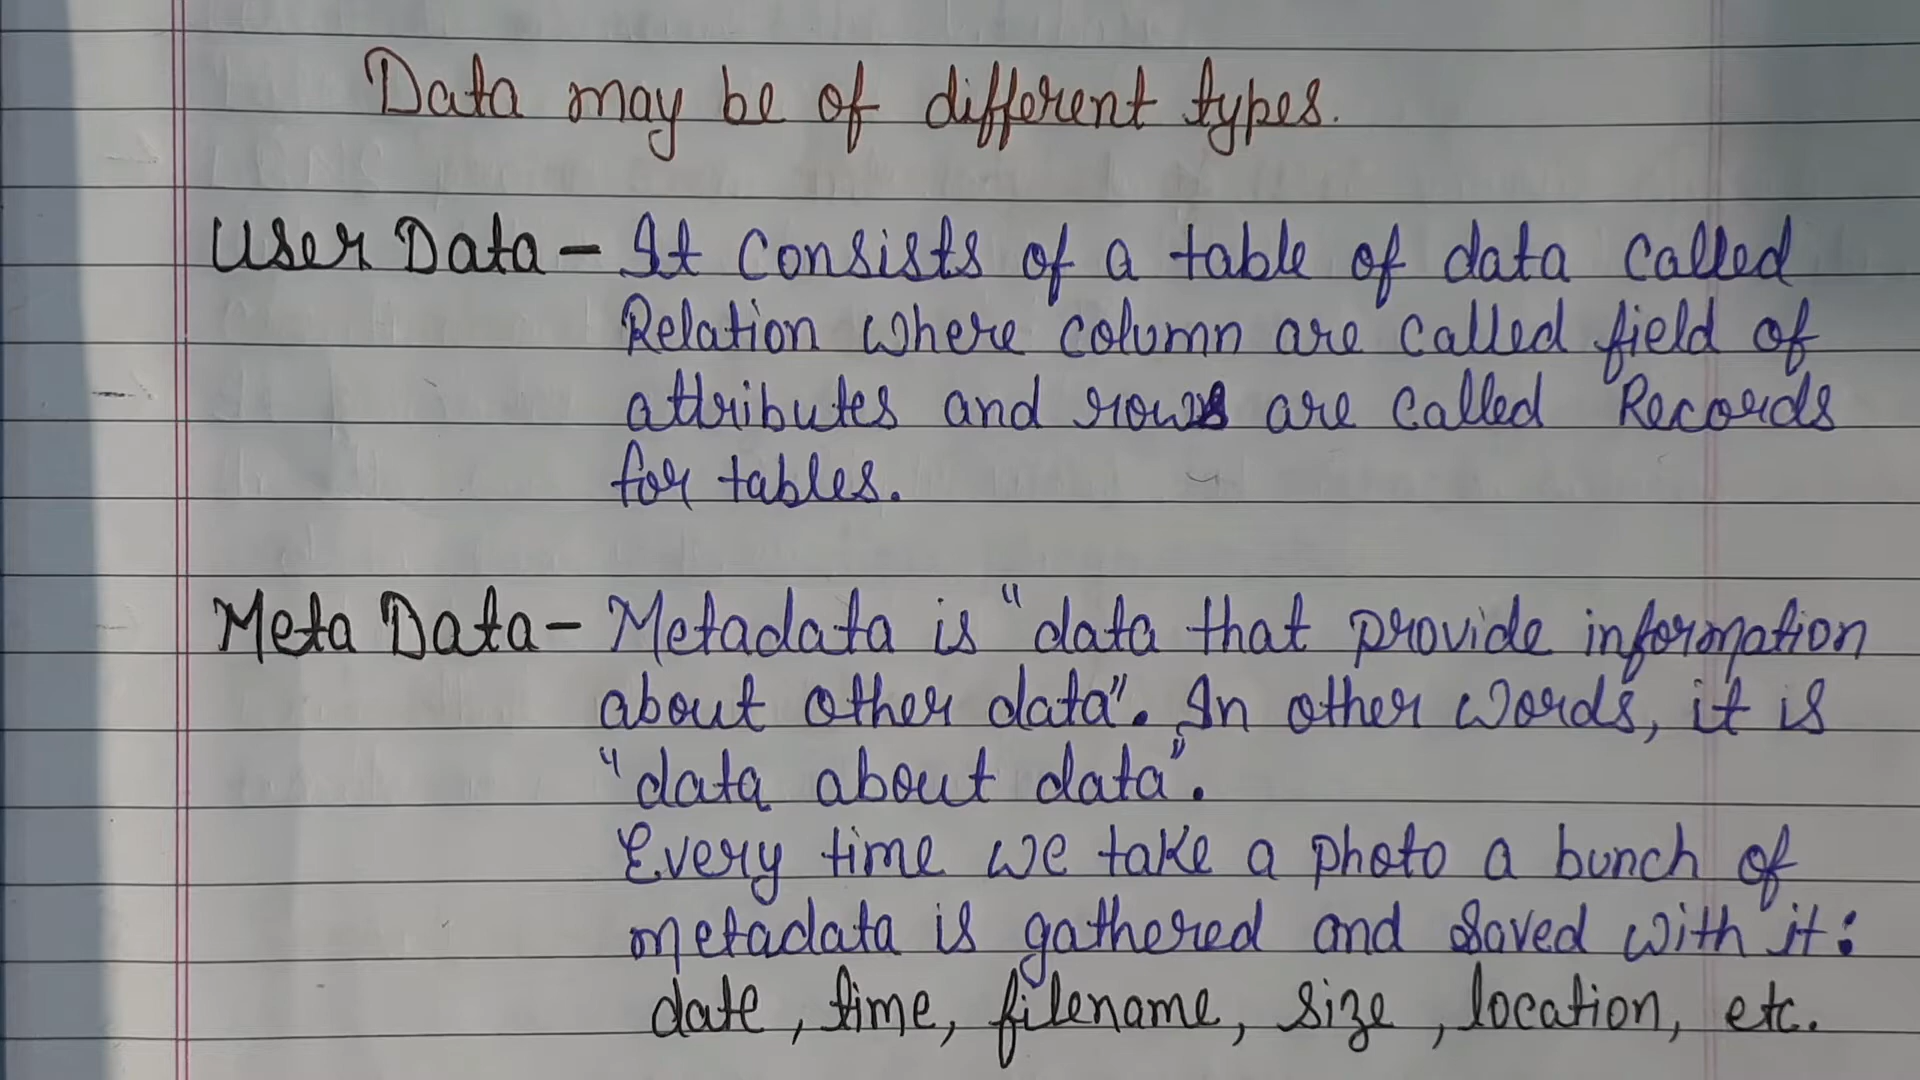 Data may be of different types.
User Data - It consists of a table of data called
Relation where column are called field of
attributes and rows are called Records
for tables.
Meta Data - Metadata is "data that provide information
about other data". In other words, it is
"data about data".
Every time we take a photo a bunch of
metadata is gathered and saved with it:
date, time, filename, size, location, etc.